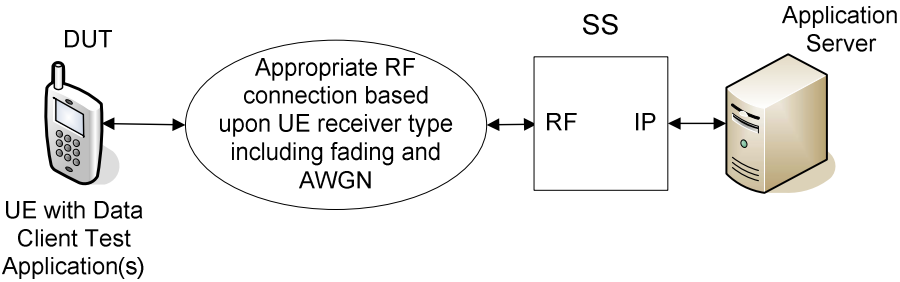 DUT
UE with Data
Client Test
Application(s)
Appropriate RF
connection based
upon UE receiver type
including fading and
AWGN
SS
RF
IP
Application
Server